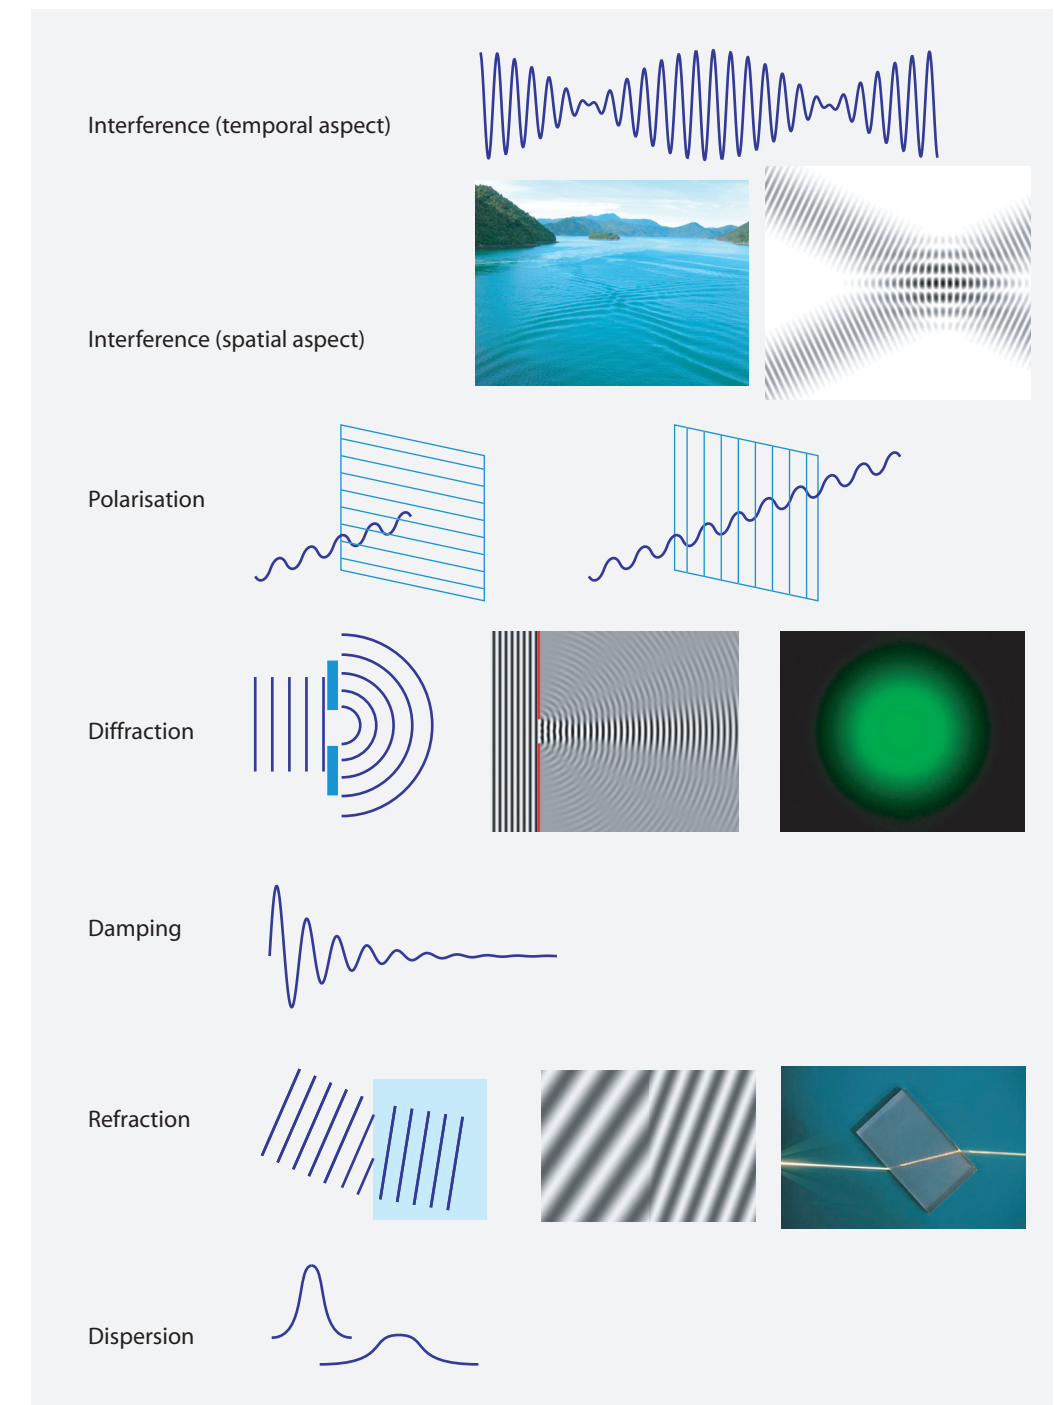 Interference (temporal aspect)
Interference (spatial aspect)
Polarisation
Diffraction
Damping
Refraction
Dispersion